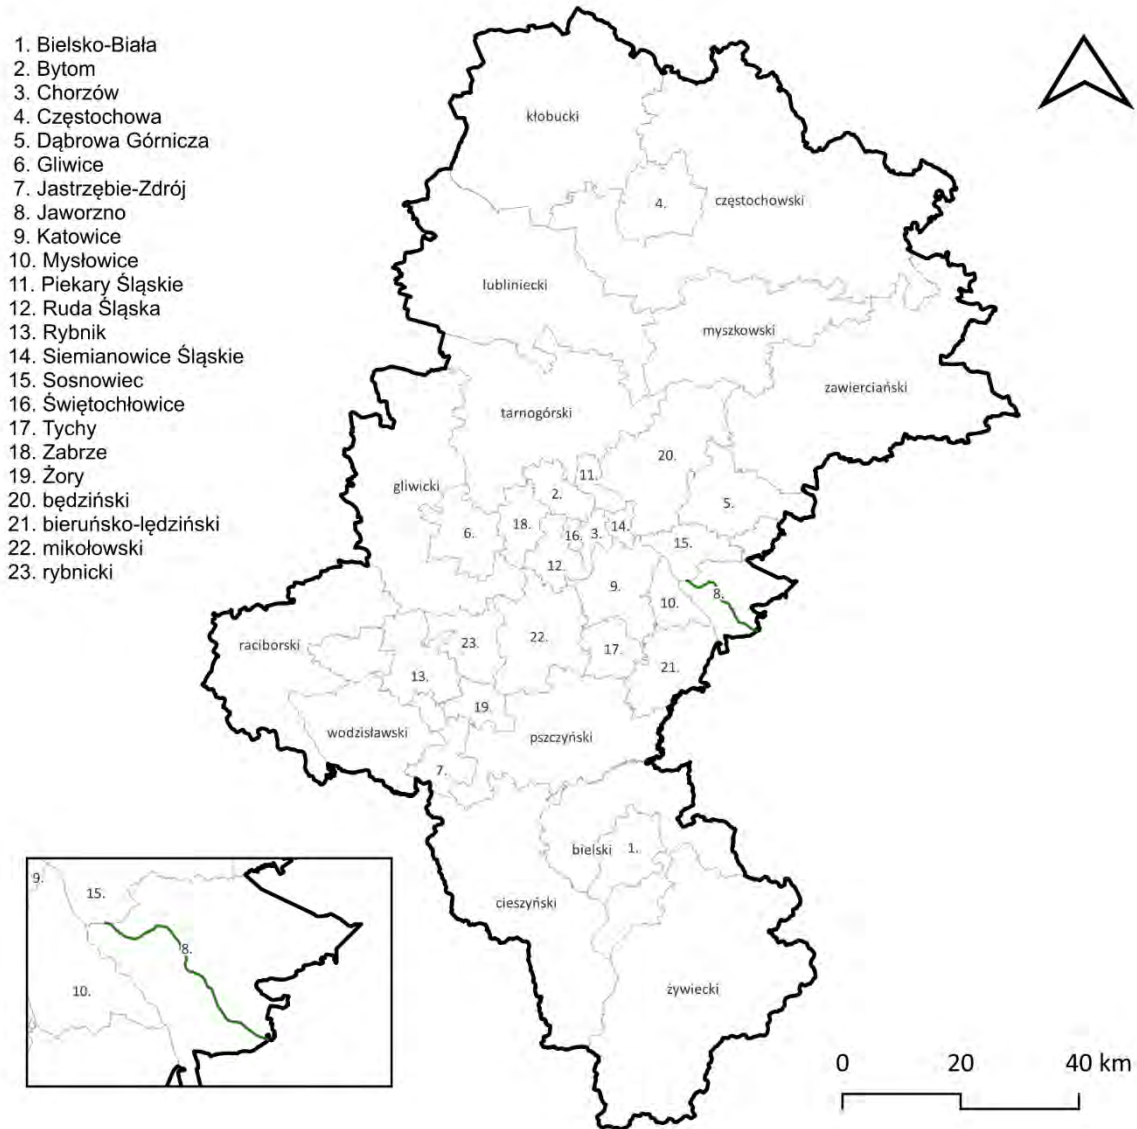 1. Bielsko-Biała
2. Bytom
3. Chorzów
4. Częstochowa
5. Dąbrowa Górnicza
6. Gliwice
7. Jastrzębie-Zdrój
8. Jaworzno
9. Katowice
10. Mysłowice
11. Piekary Śląskie
12. Ruda Śląska
13. Rybnik
14. Siemianowice Śląskie
15. Sosnowiec
16. Świętochłowice
17. Tychy
18. Zabrze
19. Żory
20. będziński
21. bieruńsko-lędziński
22. mikołowski
23. rybnicki
kłobucki
4.
częstochowski
lubliniecki
myszkowski
zawierciański
tarnogórski
20.
11.
gliwicki
2.
5.
6.
18.
16.
3.
14.
15.
12.
9.
10.
8.
raciborski
23.
22.
17.
21.
13.
19.
wodzisławski
pszczyński
7.
bielski
1.
cieszyński
żywiecki
9.
15.
8.
10.
0 20 40 km